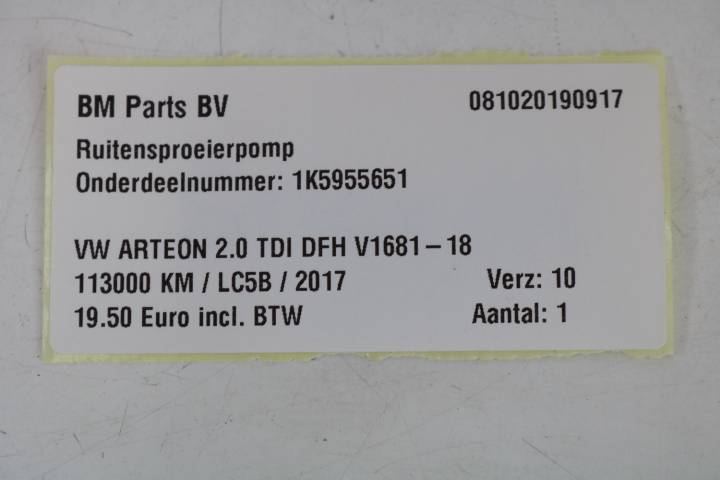 BM Parts BV 081020190917
Ruitensproeierpomp
Onderdeelnummer: 1K5955651
VW ARTEON 2.0 TDI DFH V1681-18
113000 KM / LC5B / 2017 Verz: 10
19.50 Euro incl. BTW Aantal: 1